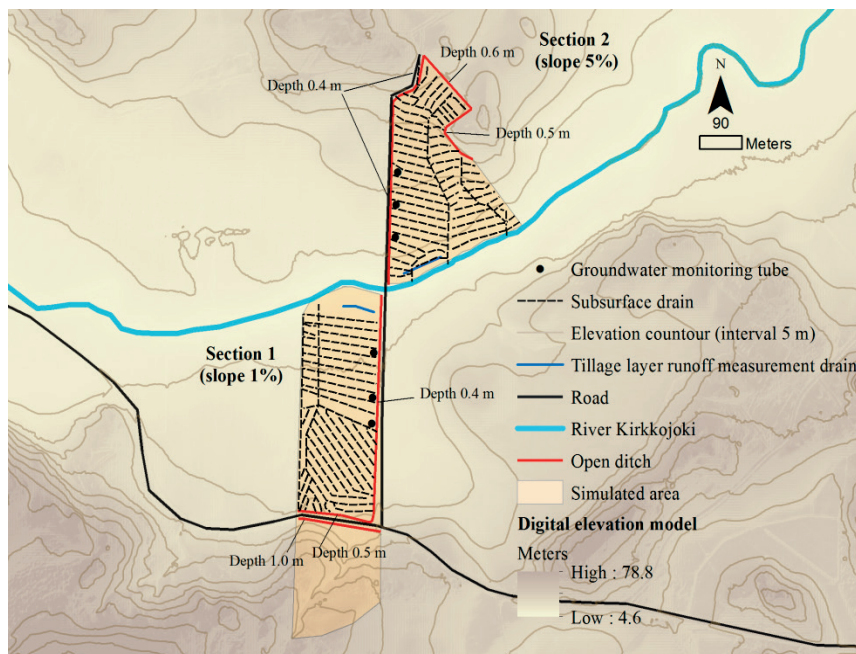 Depth 0.6 m
Section 2
(slope 5%)
Depth 0.4 m
Depth 0.5 m
N
90
Meters
Groundwater monitoring tube
Subsurface drain
Elevation countour (interval 5 m)
Tillage layer runoff measurement drain
Road
River Kirkkojoki
Open ditch
Simulated area
Digital elevation model
Meters
High : 78.8
Low : 4.6
Section 1
(slope 1%)
Depth 0.4 m
Depth 0.5 m
Depth 1.0 m